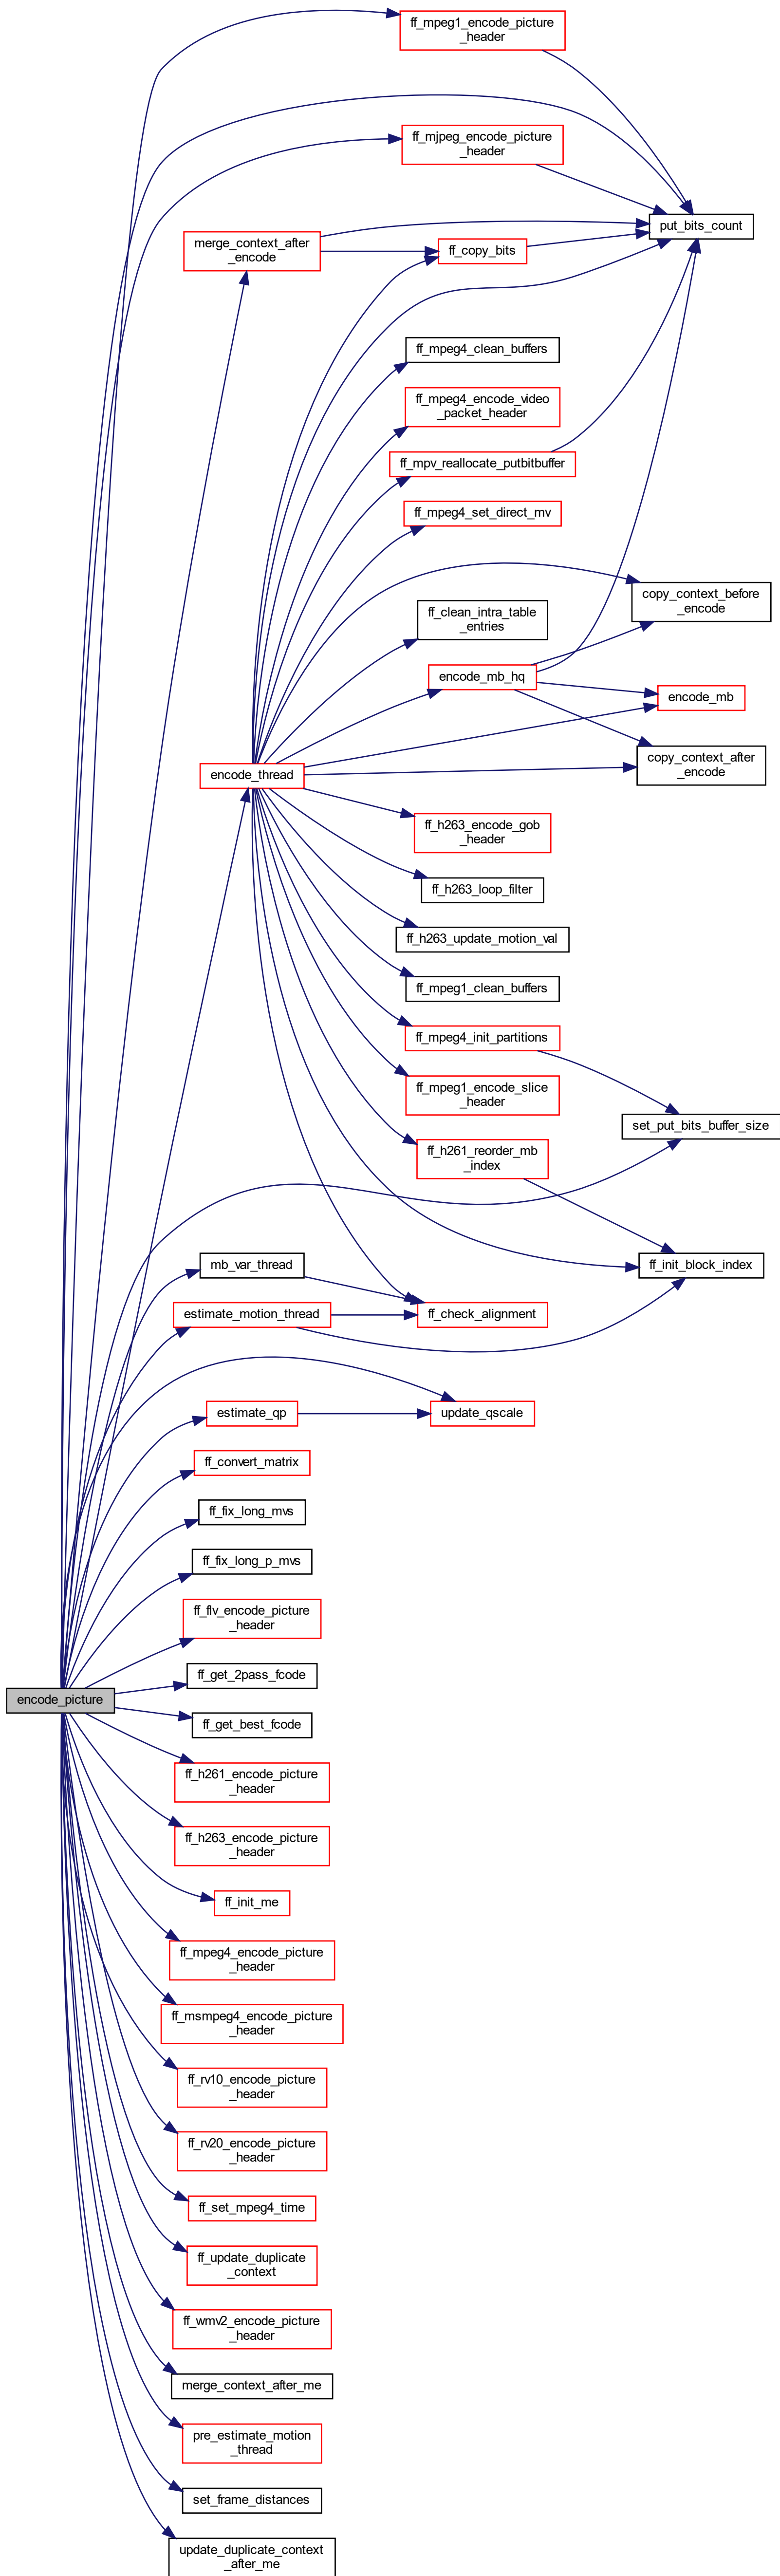 ff_mpeg1_encode_picture
_header
ff_mjpeg_encode_picture
_header
put_bits_count
merge_context_after
_encode
ff_copy_bits
ff_mpeg4_clean_buffers
ff_mpeg4_encode_video
_packet_header
ff_mpv_reallocate_putbitbuffer
ff_mpeg4_set_direct_mv
copy_context_before
_encode
ff_clean_intra_table
_entries
encode_mb_hq
encode_mb
copy_context_after
_encode
encode_thread
ff_h263_encode_gob
_header
ff_h263_loop_filter
ff_h263_update_motion_val
ff_mpeg1_clean_buffers
ff_mpeg4_init_partitions
ff_mpeg1_encode_slice
_header
set_put_bits_buffer_size
ff_h261_reorder_mb
_index
mb_var_thread
ff_init_block_index
estimate_motion_thread
ff_check_alignment
estimate_qp
update_qscale
ff_convert_matrix
ff_fix_long_mvs
ff_fix_long_p_mvs
ff_flv_encode_picture
_header
ff_get_2pass_fcode
encode_picture
ff_get_best_fcode
ff_h261_encode_picture
_header
ff_h263_encode_picture
_header
ff_init_me
ff_mpeg4_encode_picture
_header
ff_msmpeg4_encode_picture
_header
ff_rv10_encode_picture
_header
ff_rv20_encode_picture
_header
ff_set_mpeg4_time
ff_update_duplicate
_context
ff_wmv2_encode_picture
_header
merge_context_after_me
pre_estimate_motion
_thread
set_frame_distances
update_duplicate_context
_after_me